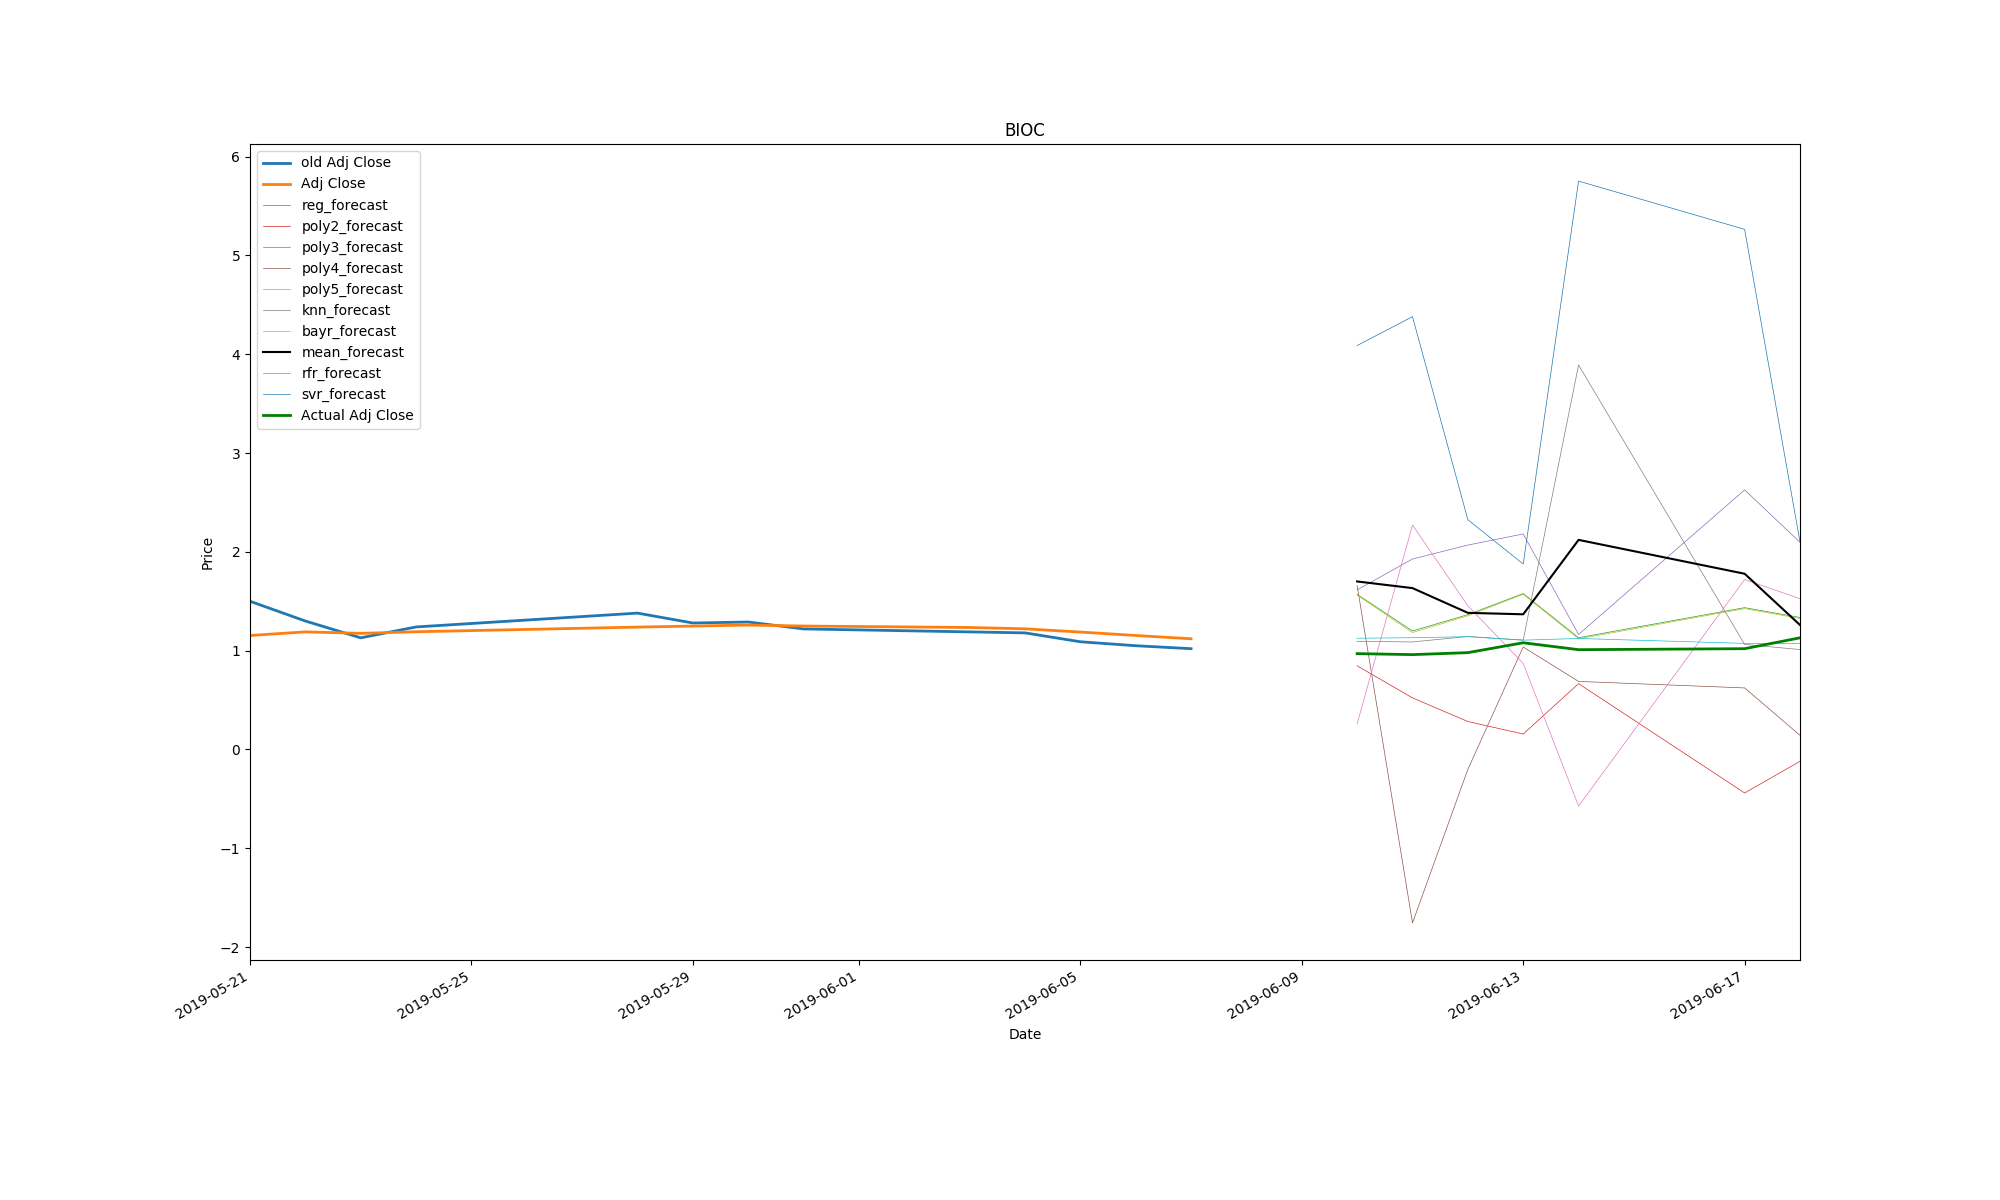 BIOC
6
5
4
3
2
1
0
−1
−2
Price
old Adj Close
Adj Close
reg_forecast
poly2_forecast
poly3_forecast
poly4_forecast
poly5_forecast
knn_forecast
bayr_forecast
mean_forecast
rfr_forecast
svr_forecast
Actual Adj Close
2019-05-21
2019-05-25
2019-05-29
2019-06-01
2019-06-05
2019-06-09
2019-06-13
2019-06-17
Date